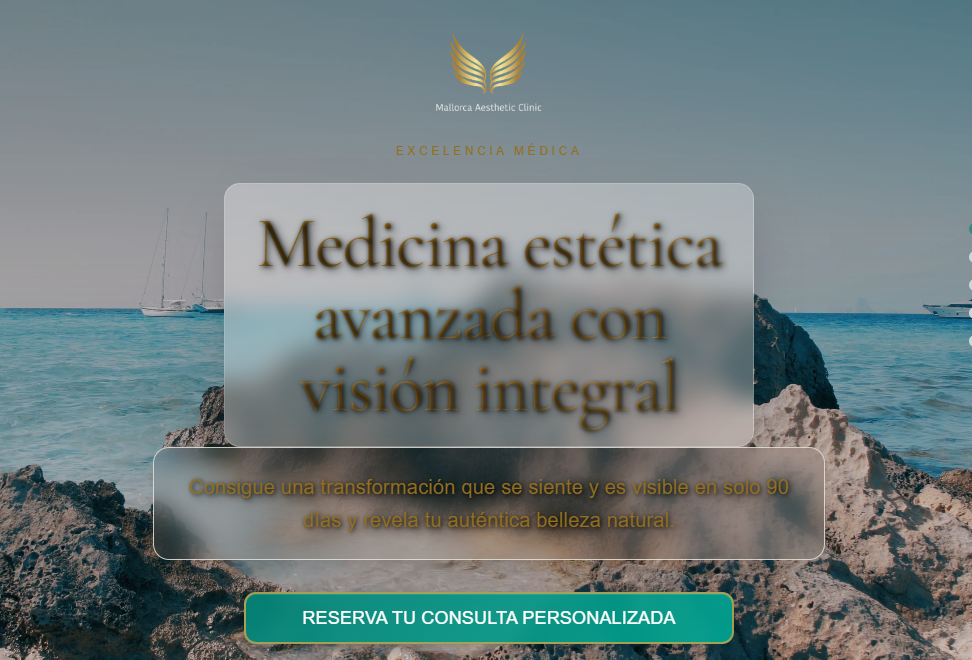 Mallorca Aesthetic Clinic
EXCELENCIA MÉDICA
Medicina estética
avanzada con
visión integral
Consigue una transformación que se siente y es visible en solo 90
días y revela tu auténtica belleza natural.
RESERVA TU CONSULTA PERSONALIZADA